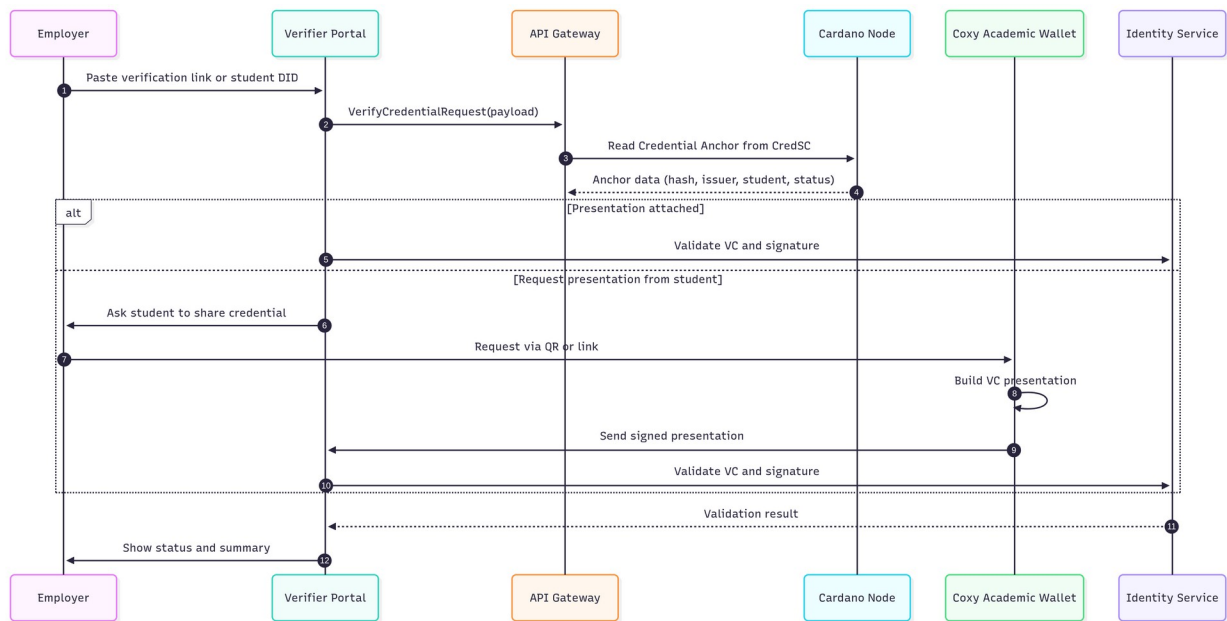 Employer
Verifier Portal
API Gateway
Cardano Node
Coxy Academic Wallet
Identity Service
Paste verification link or student DID
1
VerifyCredentialRequest(payload)
2
Read Credential Anchor from CredSC
3
Anchor data (hash, issuer, student, status)
4
alt
[Presentation attached]
Validate VC and signature
5
[Request presentation from student]
Ask student to share credential
6
Request via QR or link
7
Build VC presentation
8
Send signed presentation
9
Validate VC and signature
10
Validation result
11
Show status and summary
12
Employer
Verifier Portal
API Gateway
Cardano Node
Coxy Academic Wallet
Identity Service